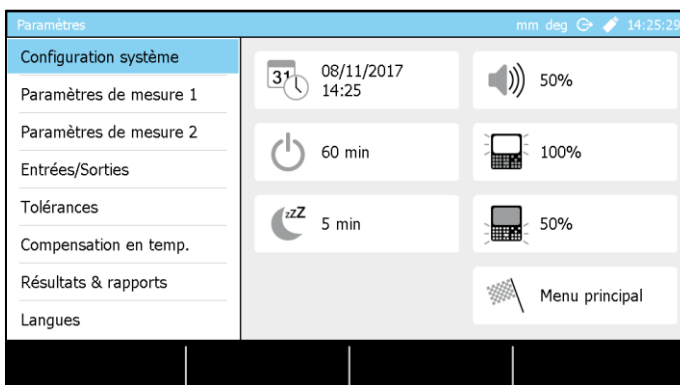 Paramètres
mm deg 14:25:29
Configuration système
Paramètres de mesure 1
Paramètres de mesure 2
Entrées/Sorties
Tolérances
Compensation en temp.
Résultats & rapports
Langues
31
08/11/2017
14:25
50%
60 min
100%
zzZ
5 min
50%
Menu principal